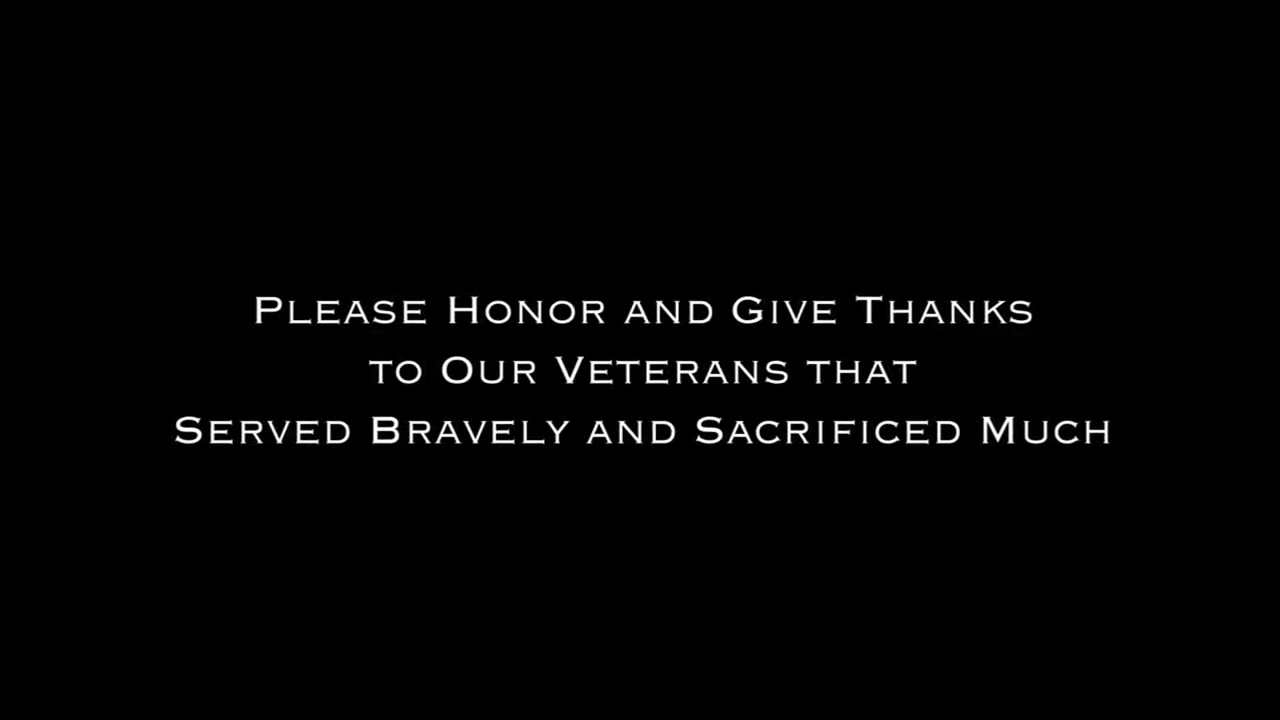 Please Honor and Give Thanks
to Our Veterans that
Served Bravely and Sacrificed Much